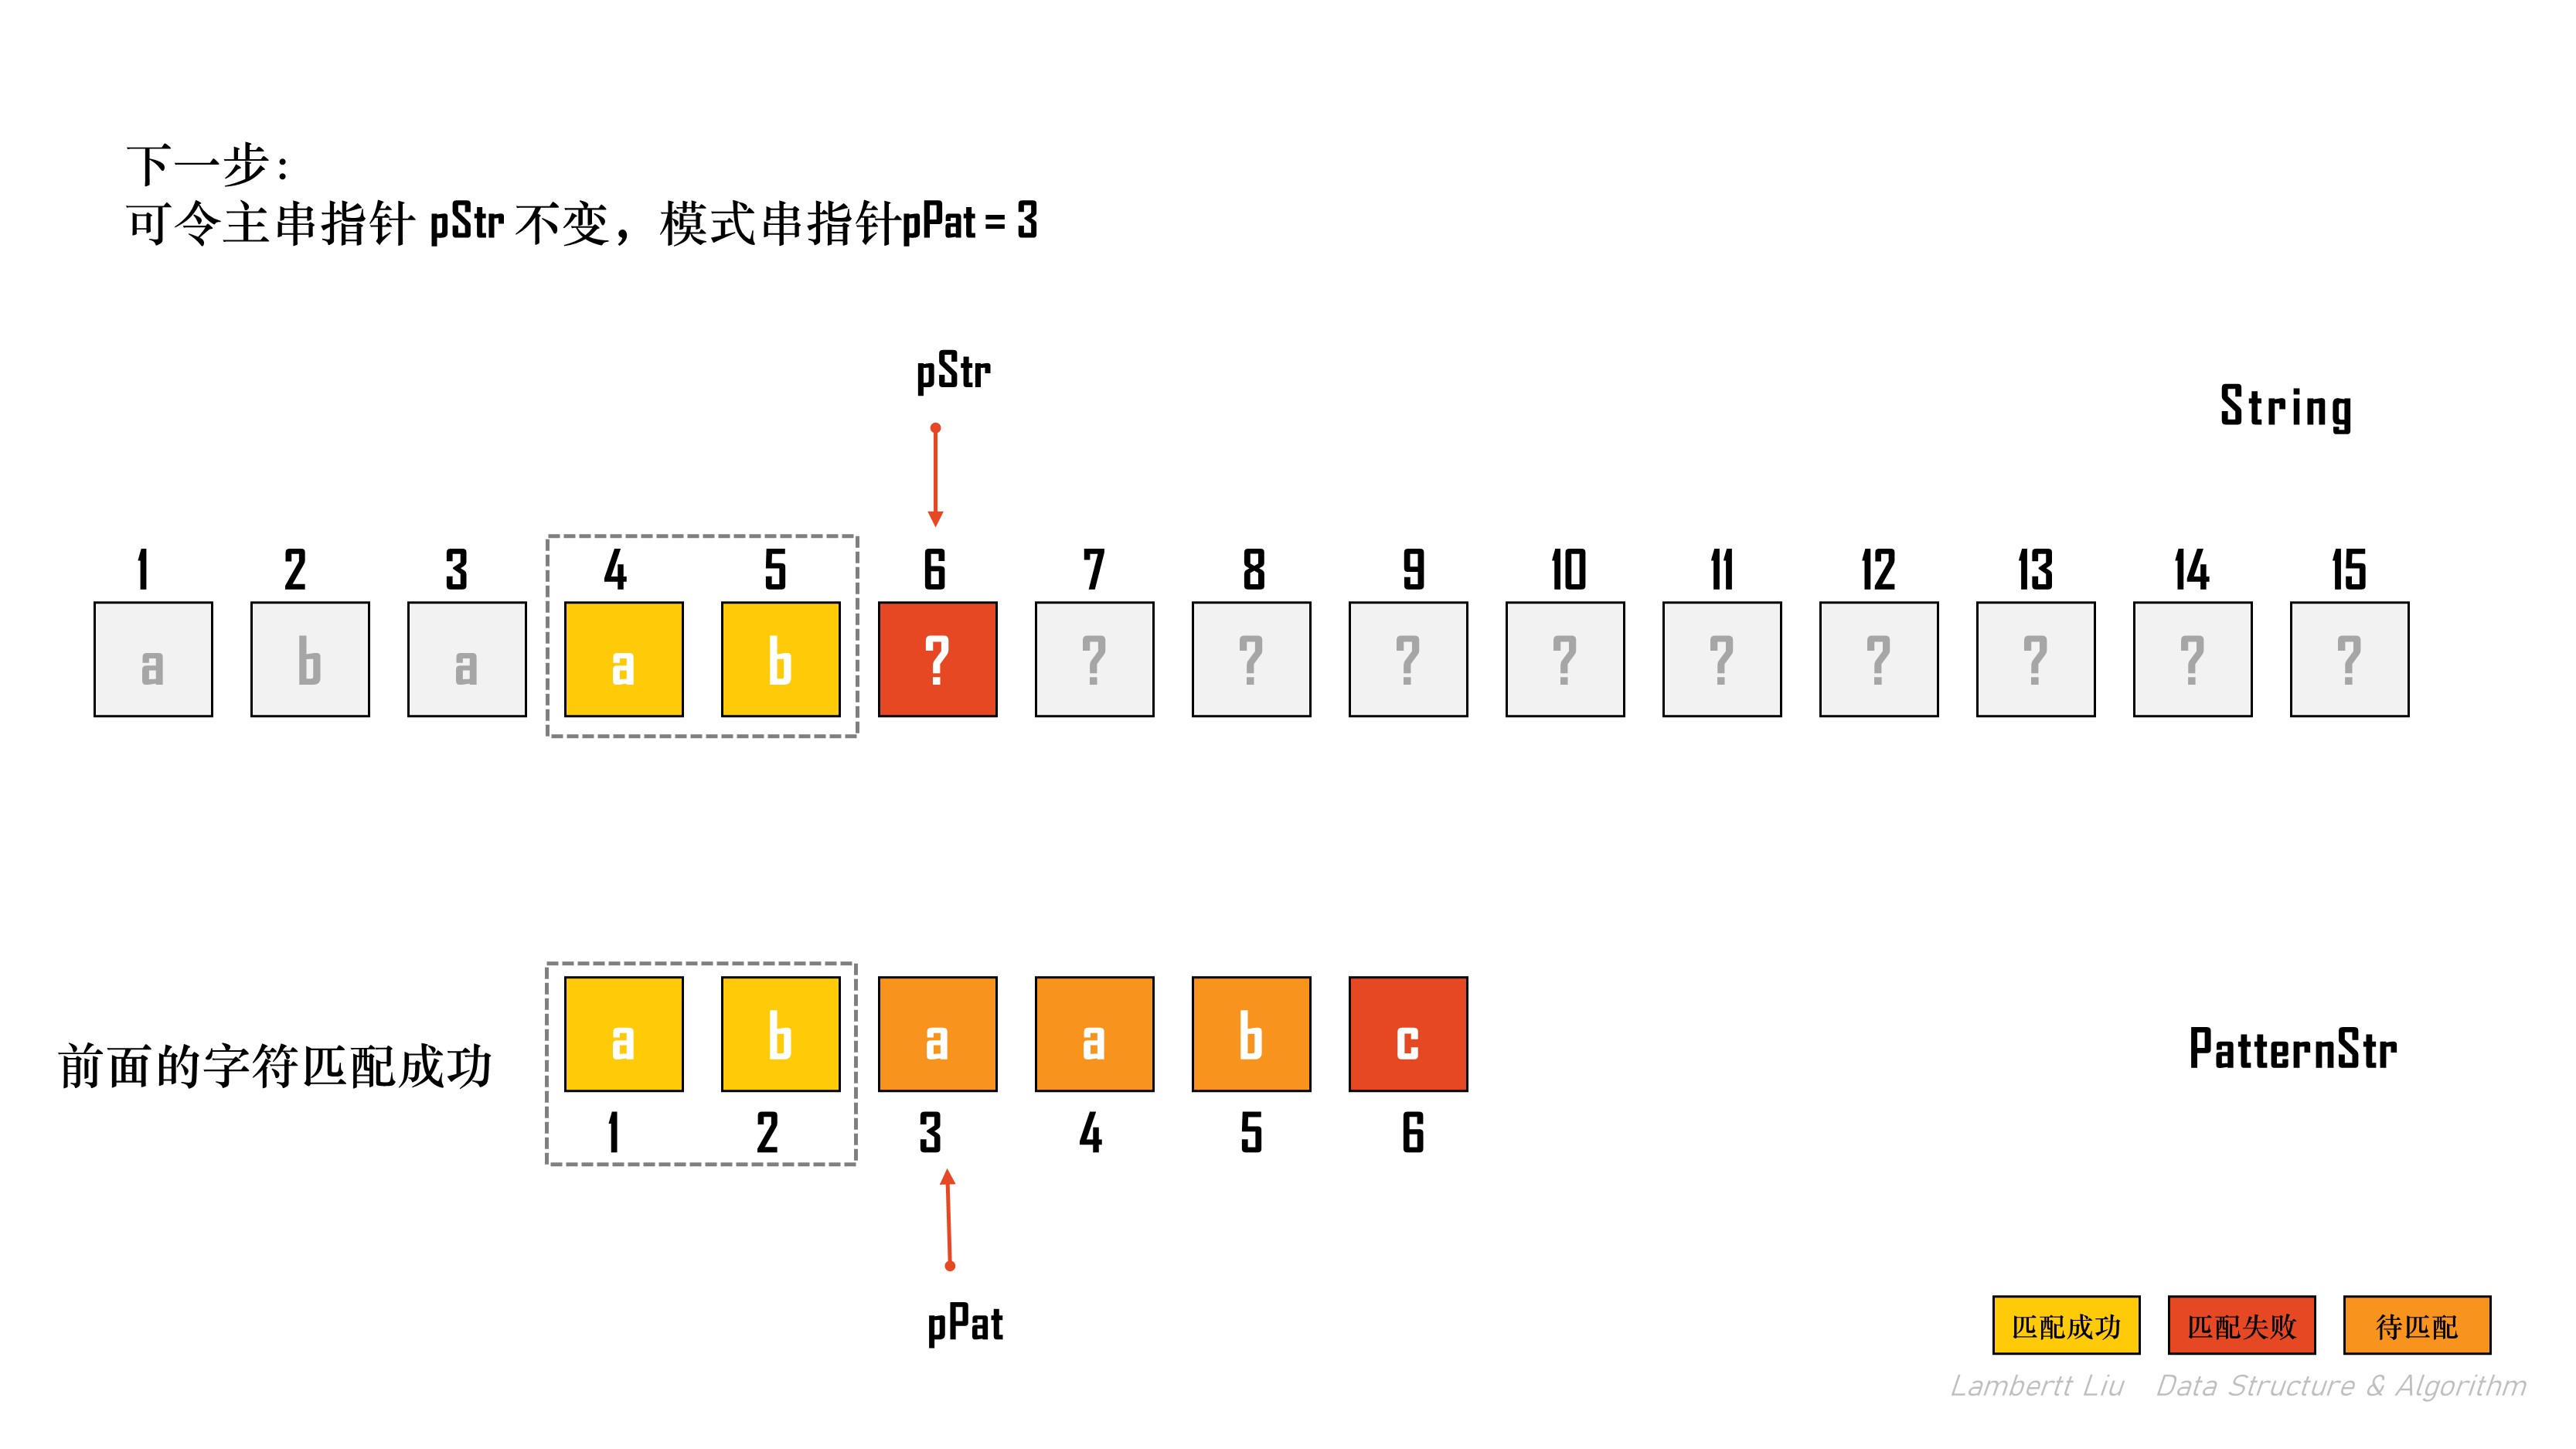 下一步：
可令主串指针 pStr 不变，模式串指针pPat = 3
pStr
String
1 2 3 4 5 6 7 8 9 10 11 12 13 14 15
a b a a b ? ? ? ? ? ? ? ? ? ?
前面的字符匹配成功 a b a a b c PatternStr
1 2 3 4 5 6
pPat
匹配成功 匹配失败 待匹配
Lambertt Liu Data Structure & Algorithm